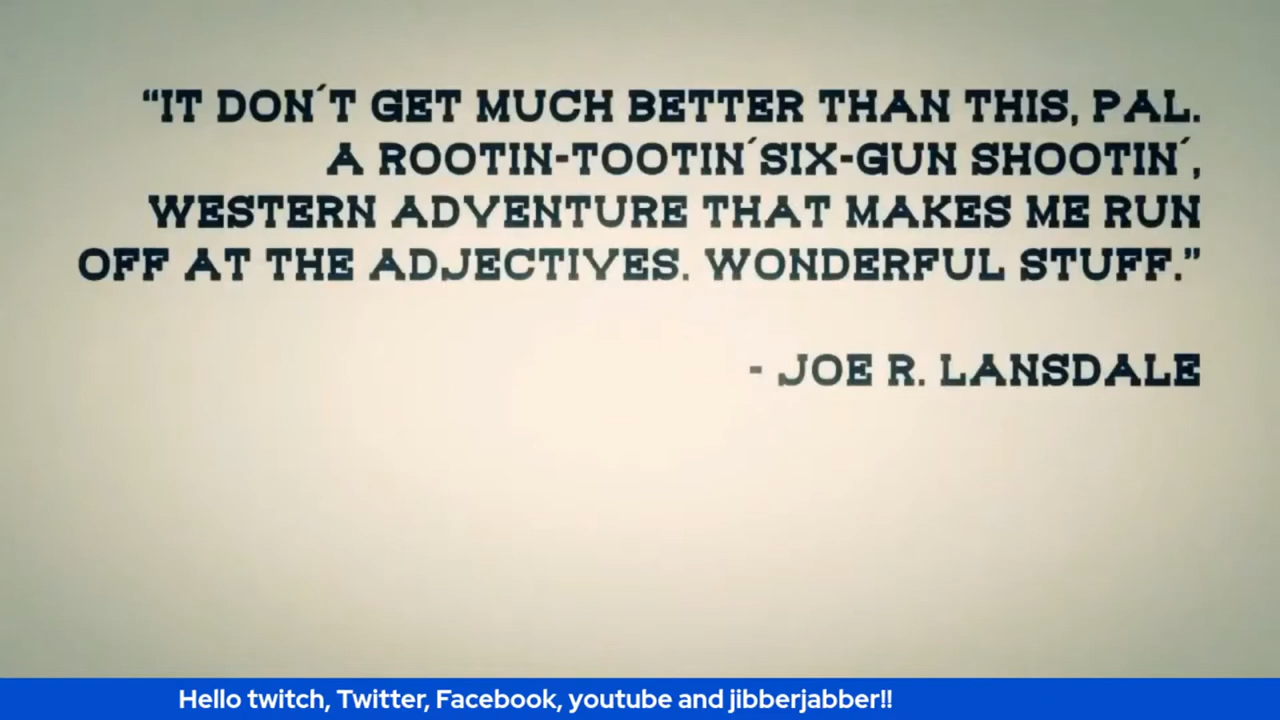 “IT DON´T GET MUCH BETTER THAN THIS, PAL.
A ROOTIN-TOOTIN´SIX-GUN SHOOTIN´,
WESTERN ADVENTURE THAT MAKES ME RUN
OFF AT THE ADJECTIVES. WONDERFUL STUFF.”
- JOE R. LANSDALE
Hello twitch, Twitter, Facebook, youtube and jibberjabber!!